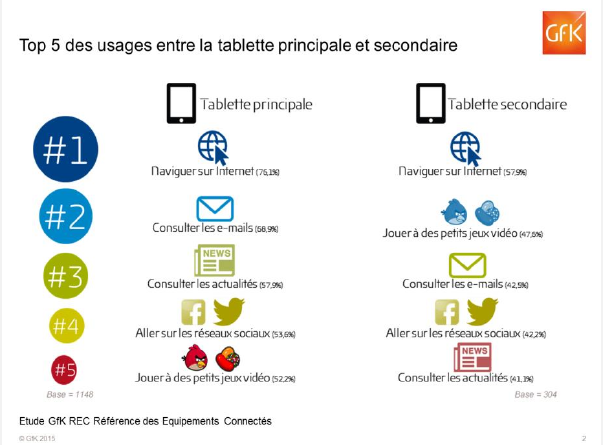 GfK
Top 5 des usages entre la tablette principale et secondaire
Tablette principale
Tablette secondaire
#1
Naviguer sur Internet (76,1%)
Naviguer sur Internet (57,9%)
#2
Consulter les e-mails (68,9%)
Jouer à des petits jeux vidéo (47,6%)
#3
NEWS
Consulter les actualités (57,9%)
Consulter les e-mails (42,5%)
#4
Aller sur les réseaux sociaux (53,6%)
Aller sur les réseaux sociaux (42,2%)
#5
Jouer à des petits jeux vidéo (52,2%)
NEWS
Consulter les actualités (41,1%)
Base = 1148
Base = 304
Etude GfK REC Référence des Equipements Connectés
© GfK 2015
2